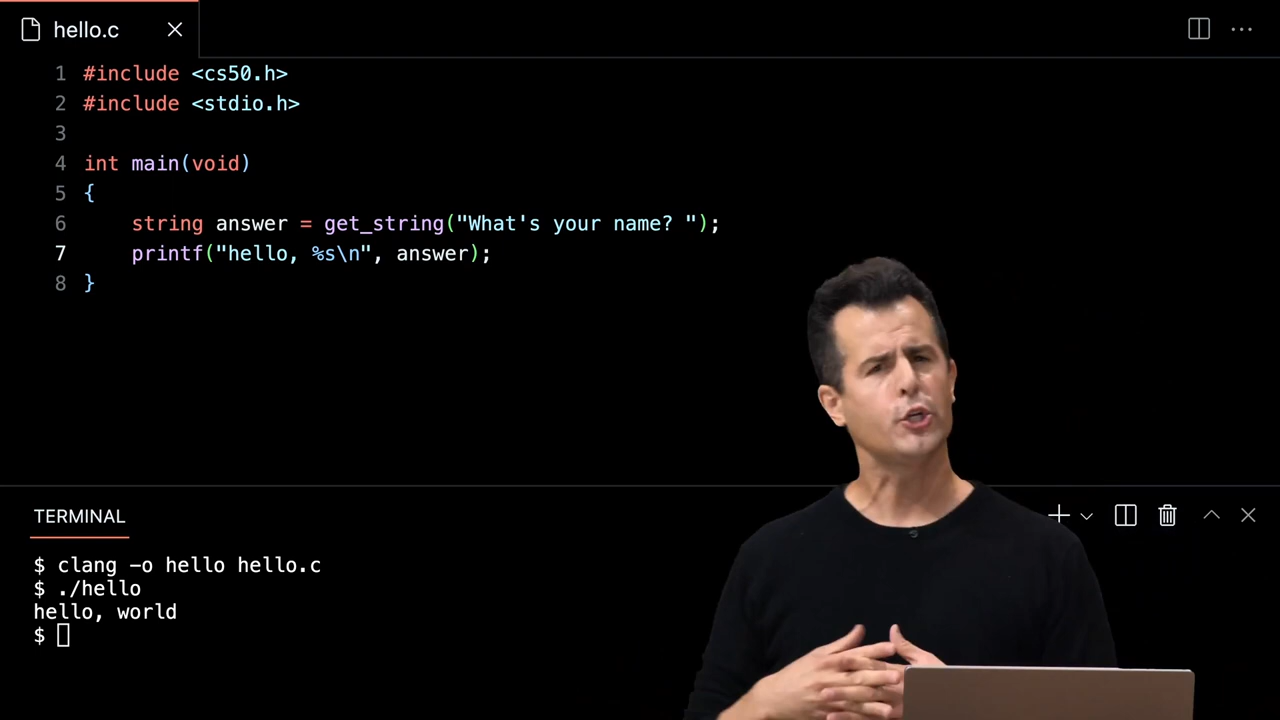 hello.c
1 #include <cs50.h>
2 #include <stdio.h>
3
4 int main(void)
5 {
6     string answer = get_string("What's your name? ");
7     printf("hello, %s\n", answer);
8 }
TERMINAL
$ clang -o hello hello.c
$ ./hello
hello, world
$